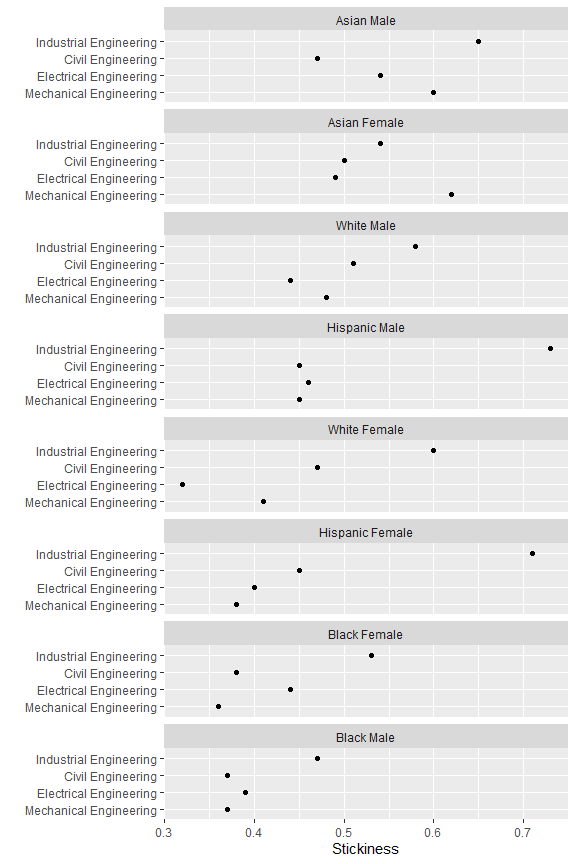 Asian Male
Industrial Engineering
Civil Engineering
Electrical Engineering
Mechanical Engineering
Asian Female
Industrial Engineering
Civil Engineering
Electrical Engineering
Mechanical Engineering
White Male
Industrial Engineering
Civil Engineering
Electrical Engineering
Mechanical Engineering
Hispanic Male
Industrial Engineering
Civil Engineering
Electrical Engineering
Mechanical Engineering
White Female
Industrial Engineering
Civil Engineering
Electrical Engineering
Mechanical Engineering
Hispanic Female
Industrial Engineering
Civil Engineering
Electrical Engineering
Mechanical Engineering
Black Female
Industrial Engineering
Civil Engineering
Electrical Engineering
Mechanical Engineering
Black Male
Industrial Engineering
Civil Engineering
Electrical Engineering
Mechanical Engineering
0.3 0.4 0.5 0.6 0.7
Stickiness